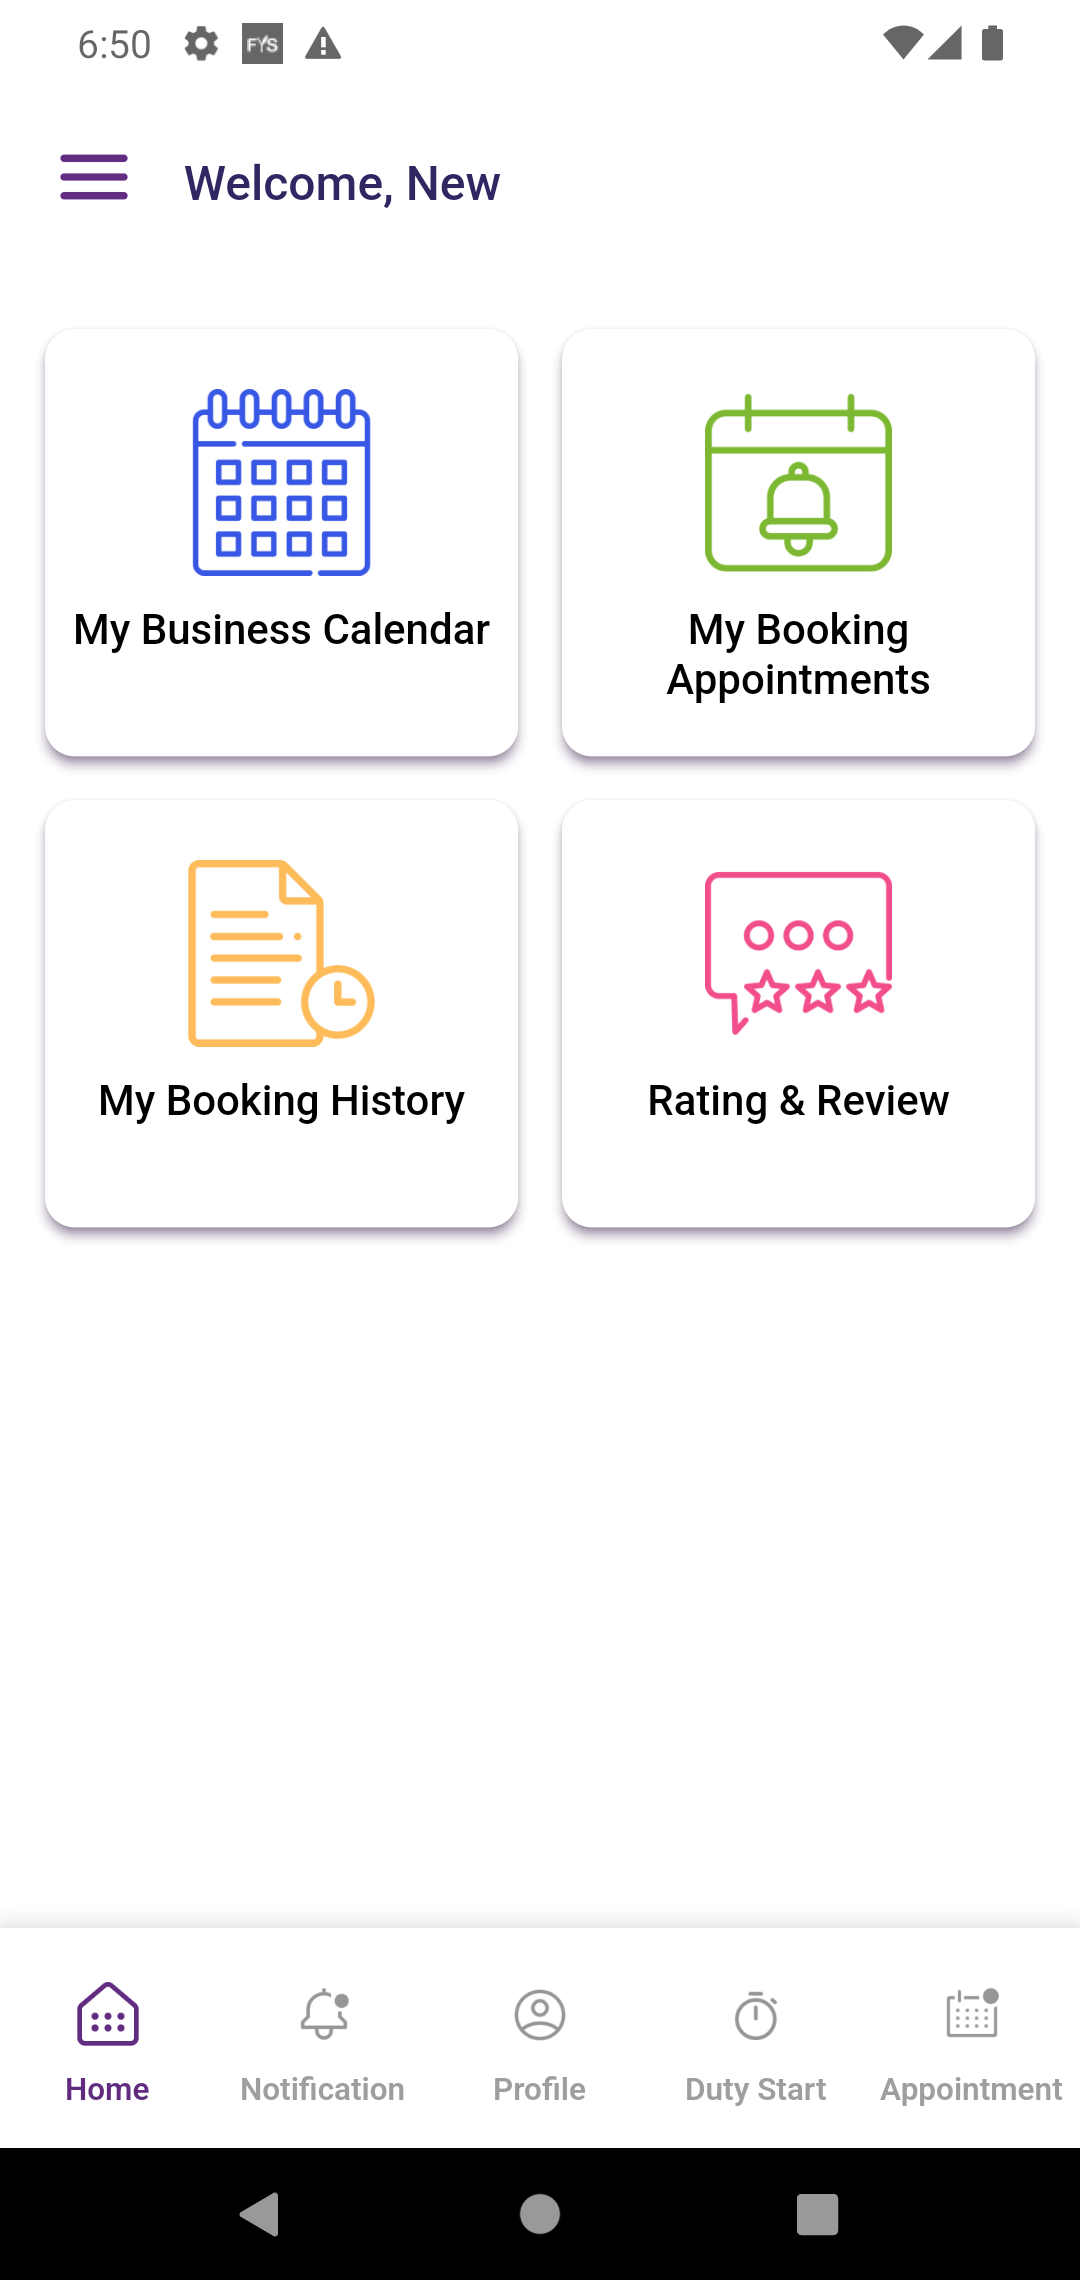 6:50
FYS
Welcome, New
My Business Calendar
My Booking
Appointments
My Booking History
Rating & Review
Home
Notification
Profile
Duty Start
Appointment